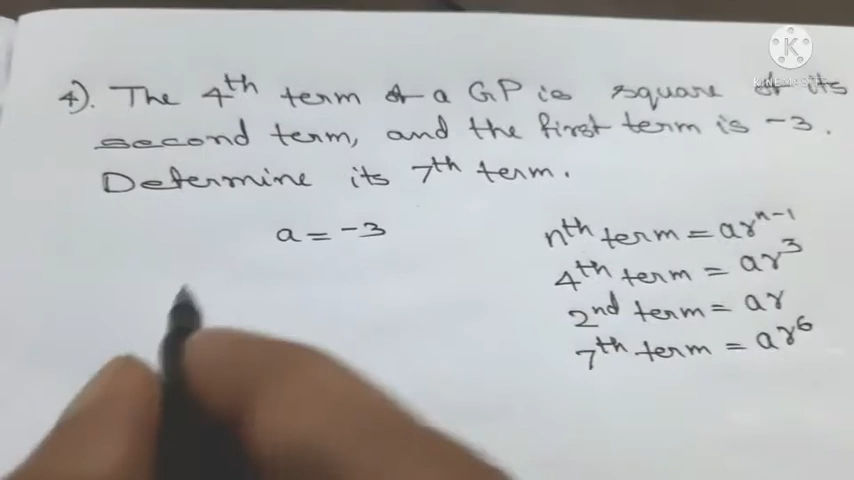 4). The 4th term of a GP is square of its
second term, and the first term is -3.
Determine its 7th term.
a = -3
nth term = ar^n-1
4th term = ar^3
2nd term = ar
7th term = ar^6
K
KINEMASTER